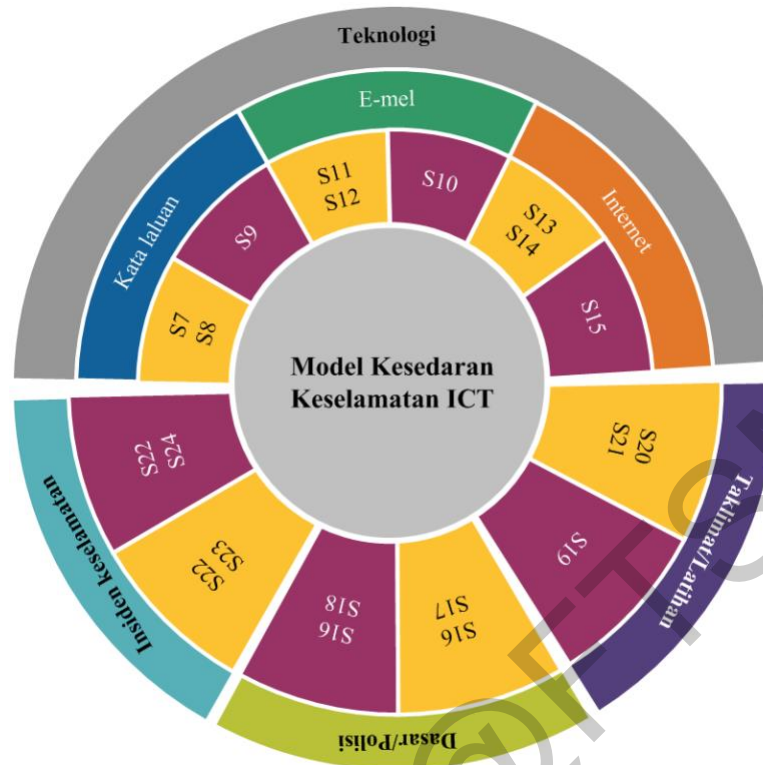 Teknologi
E-mel
Kata laluan
Internet
S11
S12
S10
S9
S13
S14
S7
S8
S15
Model Kesedaran
Keselamatan ICT
S22
S24
S20
S21
S22
S23
S19
S16
S18
S16
S17
Insiden keselamatan
Taklimat/Latihan
Dasar/Polisi